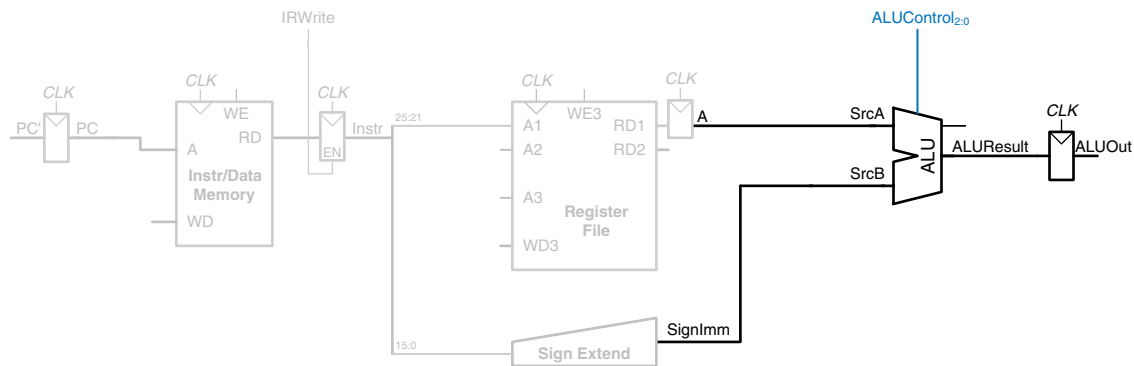 IRWrite
ALUControl2:0
CLK
CLK
CLK
CLK
CLK
CLK
PC'
PC
WE
RD
A
Instr/Data
Memory
WD
EN
Instr
25:21
A1
WE3
RD1
A2
RD2
A3
Register
File
WD3
A
SrcA
SrcB
ALU
ALUResult
ALUOut
SignImm
15:0
Sign Extend